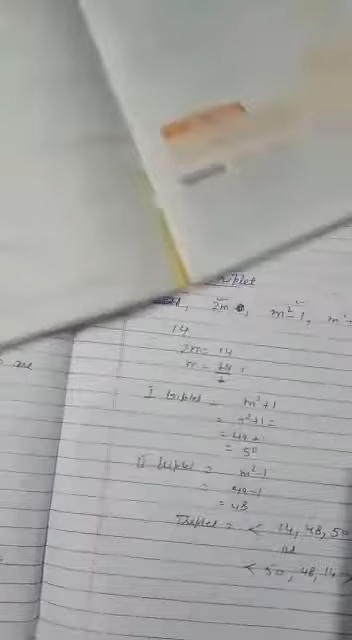 triplet
2m, m²-1, m²
14
2m = 14
m = 14/2
I triplet = m²+1
= 7²+1 =
= 49+1
= 50
II triplet = m²-1
= 49-1
= 48
Triplet = < 14, 48, 50
< 50, 48, 14 >
are